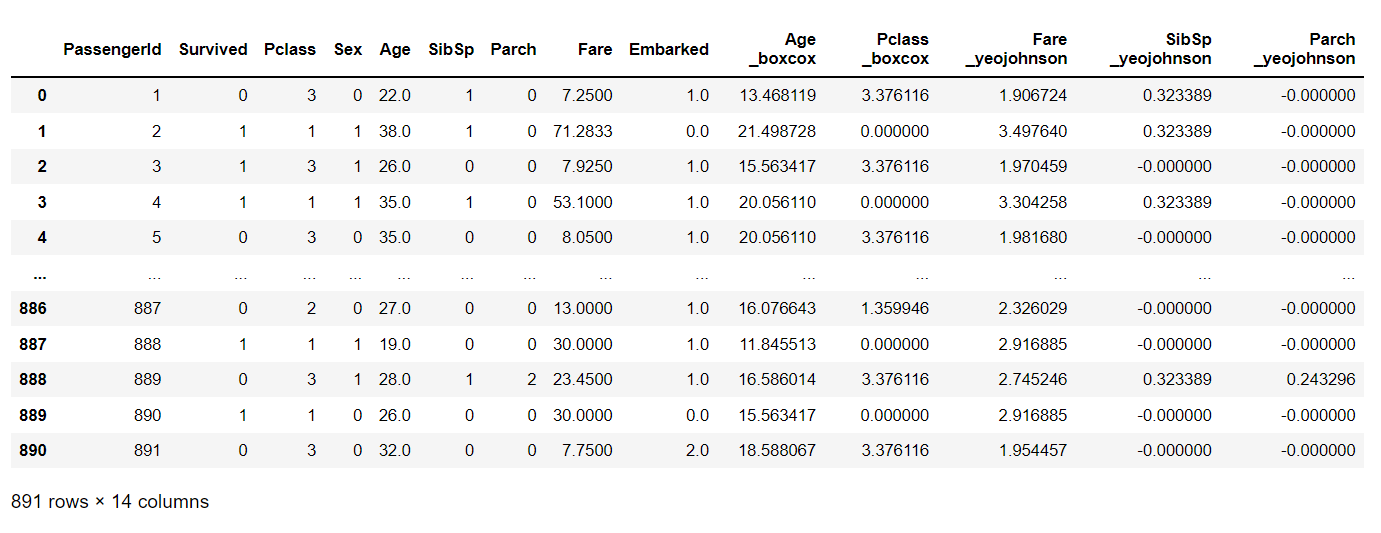 PassengerId Survived Pclass Sex Age SibSp Parch Fare Embarked Age _boxcox Pclass _boxcox Fare _yeojohnson SibSp _yeojohnson Parch _yeojohnson
0 1 0 3 0 22.0 1 0 7.2500 1.0 13.468119 3.376116 1.906724 0.323389 -0.000000
1 2 1 1 1 38.0 1 0 71.2833 0.0 21.498728 0.000000 3.497640 0.323389 -0.000000
2 3 1 3 1 26.0 0 0 7.9250 1.0 15.563417 3.376116 1.970459 -0.000000 -0.000000
3 4 1 1 1 35.0 1 0 53.1000 1.0 20.056110 0.000000 3.304258 0.323389 -0.000000
4 5 0 3 0 35.0 0 0 8.0500 1.0 20.056110 3.376116 1.981680 -0.000000 -0.000000
... ... ... ... ... ... ... ... ... ... ... ... ... ... ...
886 887 0 2 0 27.0 0 0 13.0000 1.0 16.076643 1.359946 2.326029 -0.000000 -0.000000
887 888 1 1 1 19.0 0 0 30.0000 1.0 11.845513 0.000000 2.916885 -0.000000 -0.000000
888 889 0 3 1 28.0 1 2 23.4500 1.0 16.586014 3.376116 2.745246 0.323389 0.243296
889 890 1 1 0 26.0 0 0 30.0000 0.0 15.563417 0.000000 2.916885 -0.000000 -0.000000
890 891 0 3 0 32.0 0 0 7.7500 2.0 18.588067 3.376116 1.954457 -0.000000 -0.000000
891 rows × 14 columns